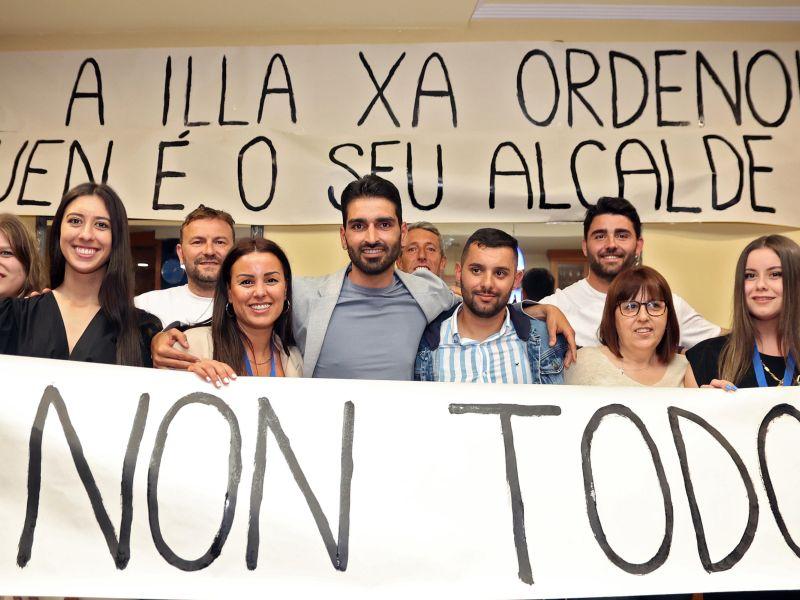 A ILLA XA ORDENOU
UEN É O SEU ALCALDE
NON TODO